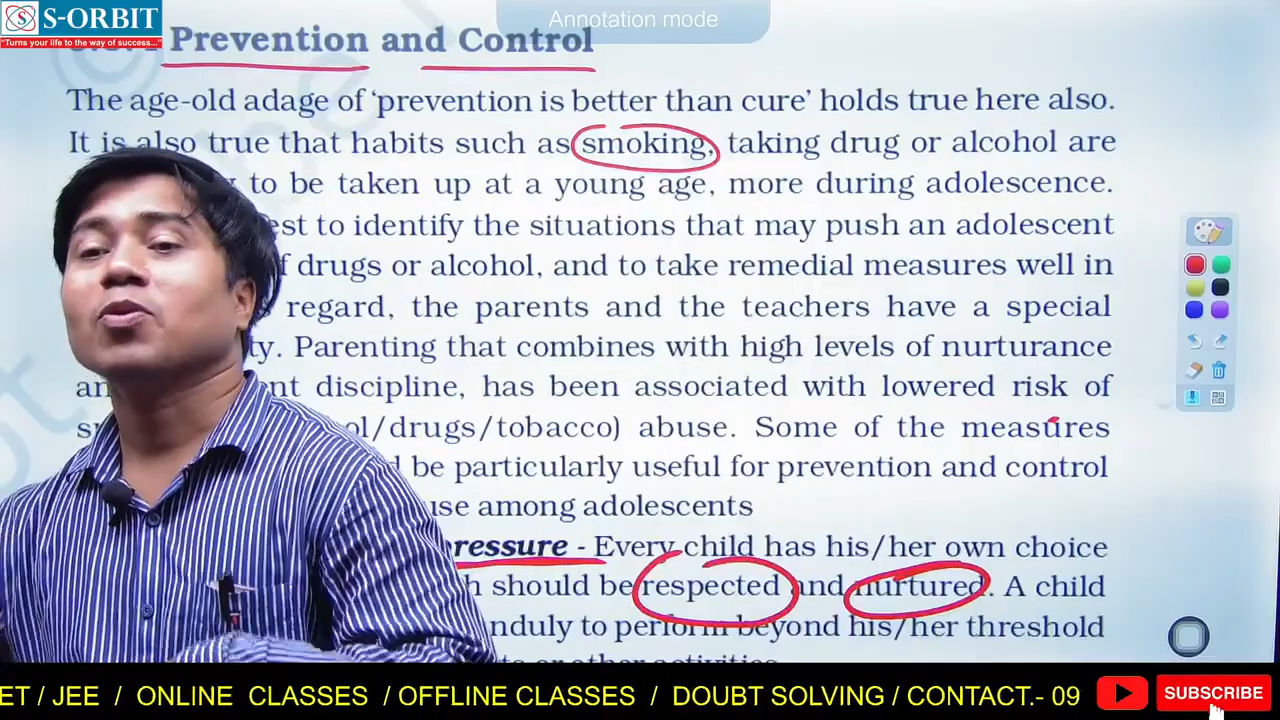 S-ORBIT
"Turns your life to the way of success..."
Annotation mode
Prevention and Control
The age-old adage of 'prevention is better than cure' holds true here also.
It is also true that habits such as smoking, taking drug or alcohol are
to be taken up at a young age, more during adolescence.
to identify the situations that may push an adolescent
drugs or alcohol, and to take remedial measures well in
regard, the parents and the teachers have a special
Parenting that combines with high levels of nurturance
discipline, has been associated with lowered risk of
/drugs/tobacco) abuse. Some of the measures
be particularly useful for prevention and control
among adolescents
- Every child has his/her own choice
should be respected and nurtured. A child
to perform beyond his/her threshold
or other activities
ET / JEE / ONLINE CLASSES / OFFLINE CLASSES / DOUBT SOLVING / CONTACT.- 09
SUBSCRIBE